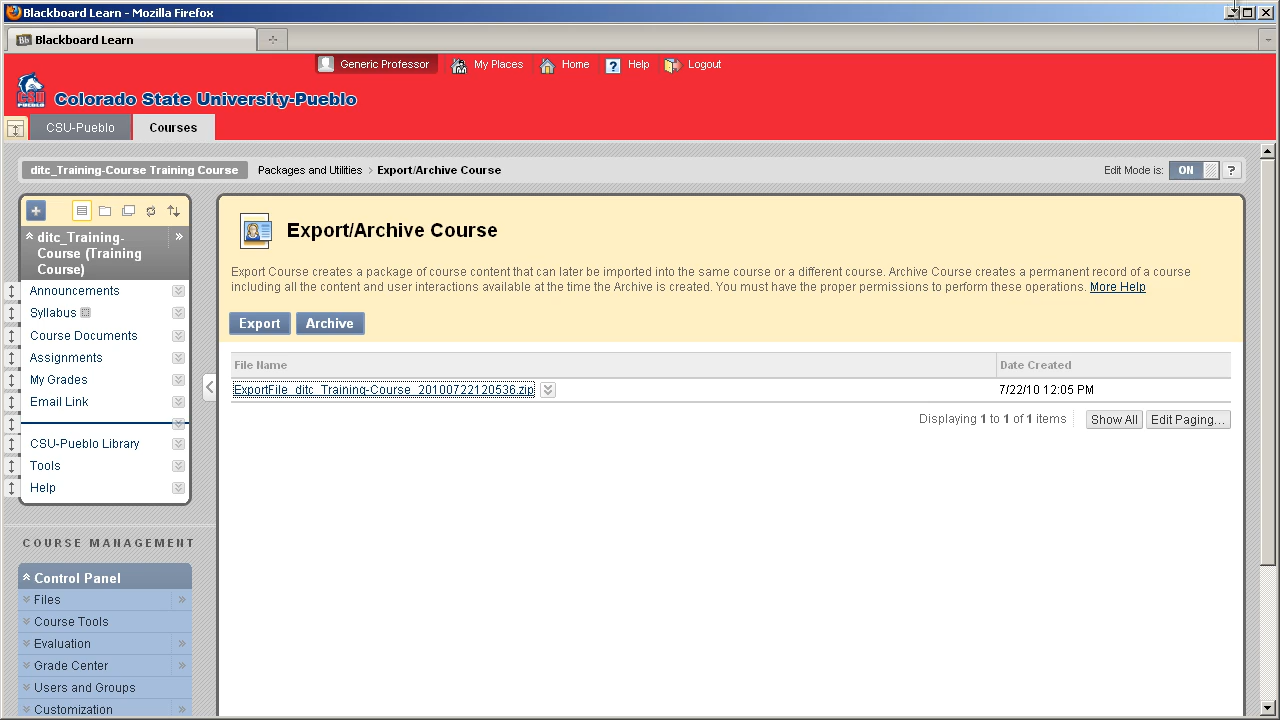 Blackboard Learn - Mozilla Firefox
Blackboard Learn
Generic Professor My Places Home Help Logout
CSU PUEBLO
Colorado State University-Pueblo
CSU-Pueblo Courses
ditc_Training-Course Training Course Packages and Utilities > Export/Archive Course Edit Mode is: ON ?
ditc_Training-
Course (Training
Course)
Announcements
Syllabus
Course Documents
Assignments
My Grades
Email Link
CSU-Pueblo Library
Tools
Help
COURSE MANAGEMENT
Control Panel
Files
Course Tools
Evaluation
Grade Center
Users and Groups
Customization
Export/Archive Course
Export Course creates a package of course content that can later be imported into the same course or a different course. Archive Course creates a permanent record of a course
including all the content and user interactions available at the time the Archive is created. You must have the proper permissions to perform these operations. More Help
Export Archive
File Name Date Created
ExportFile_ditc_Training-Course_20100722120536.zip 7/22/10 12:05 PM
Displaying 1 to 1 of 1 items Show All Edit Paging...